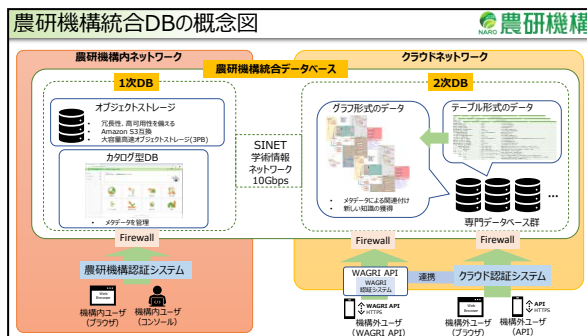 農研機構統合DBの概念図
NARO 農研機構
農研機構内ネットワーク
クラウドネットワーク
農研機構統合データベース
1次DB
2次DB
オブジェクトストレージ
• 冗長性, 高可用性を備える
• Amazon S3互換
• 大容量高速オブジェクトストレージ(3PB)
カタログ型DB
• メタデータを管理
SINET
学術情報
ネットワーク
10Gbps
グラフ形式のデータ
• メタデータによる関連付け
• 新しい知識の獲得
テーブル形式のデータ
...
専門データベース群
Firewall
Firewall
Firewall
農研機構認証システム
WAGRI API
WAGRI
認証システム
連携
クラウド認証システム
Web
Browser
機構内ユーザ
(ブラウザ)
機構内ユーザ
(コンソール)
WAGRI API
HTTPS
機構外ユーザ
(WAGRI API)
Web
Browser
機構外ユーザ
(ブラウザ)
API
HTTPS
機構外ユーザ
(API)